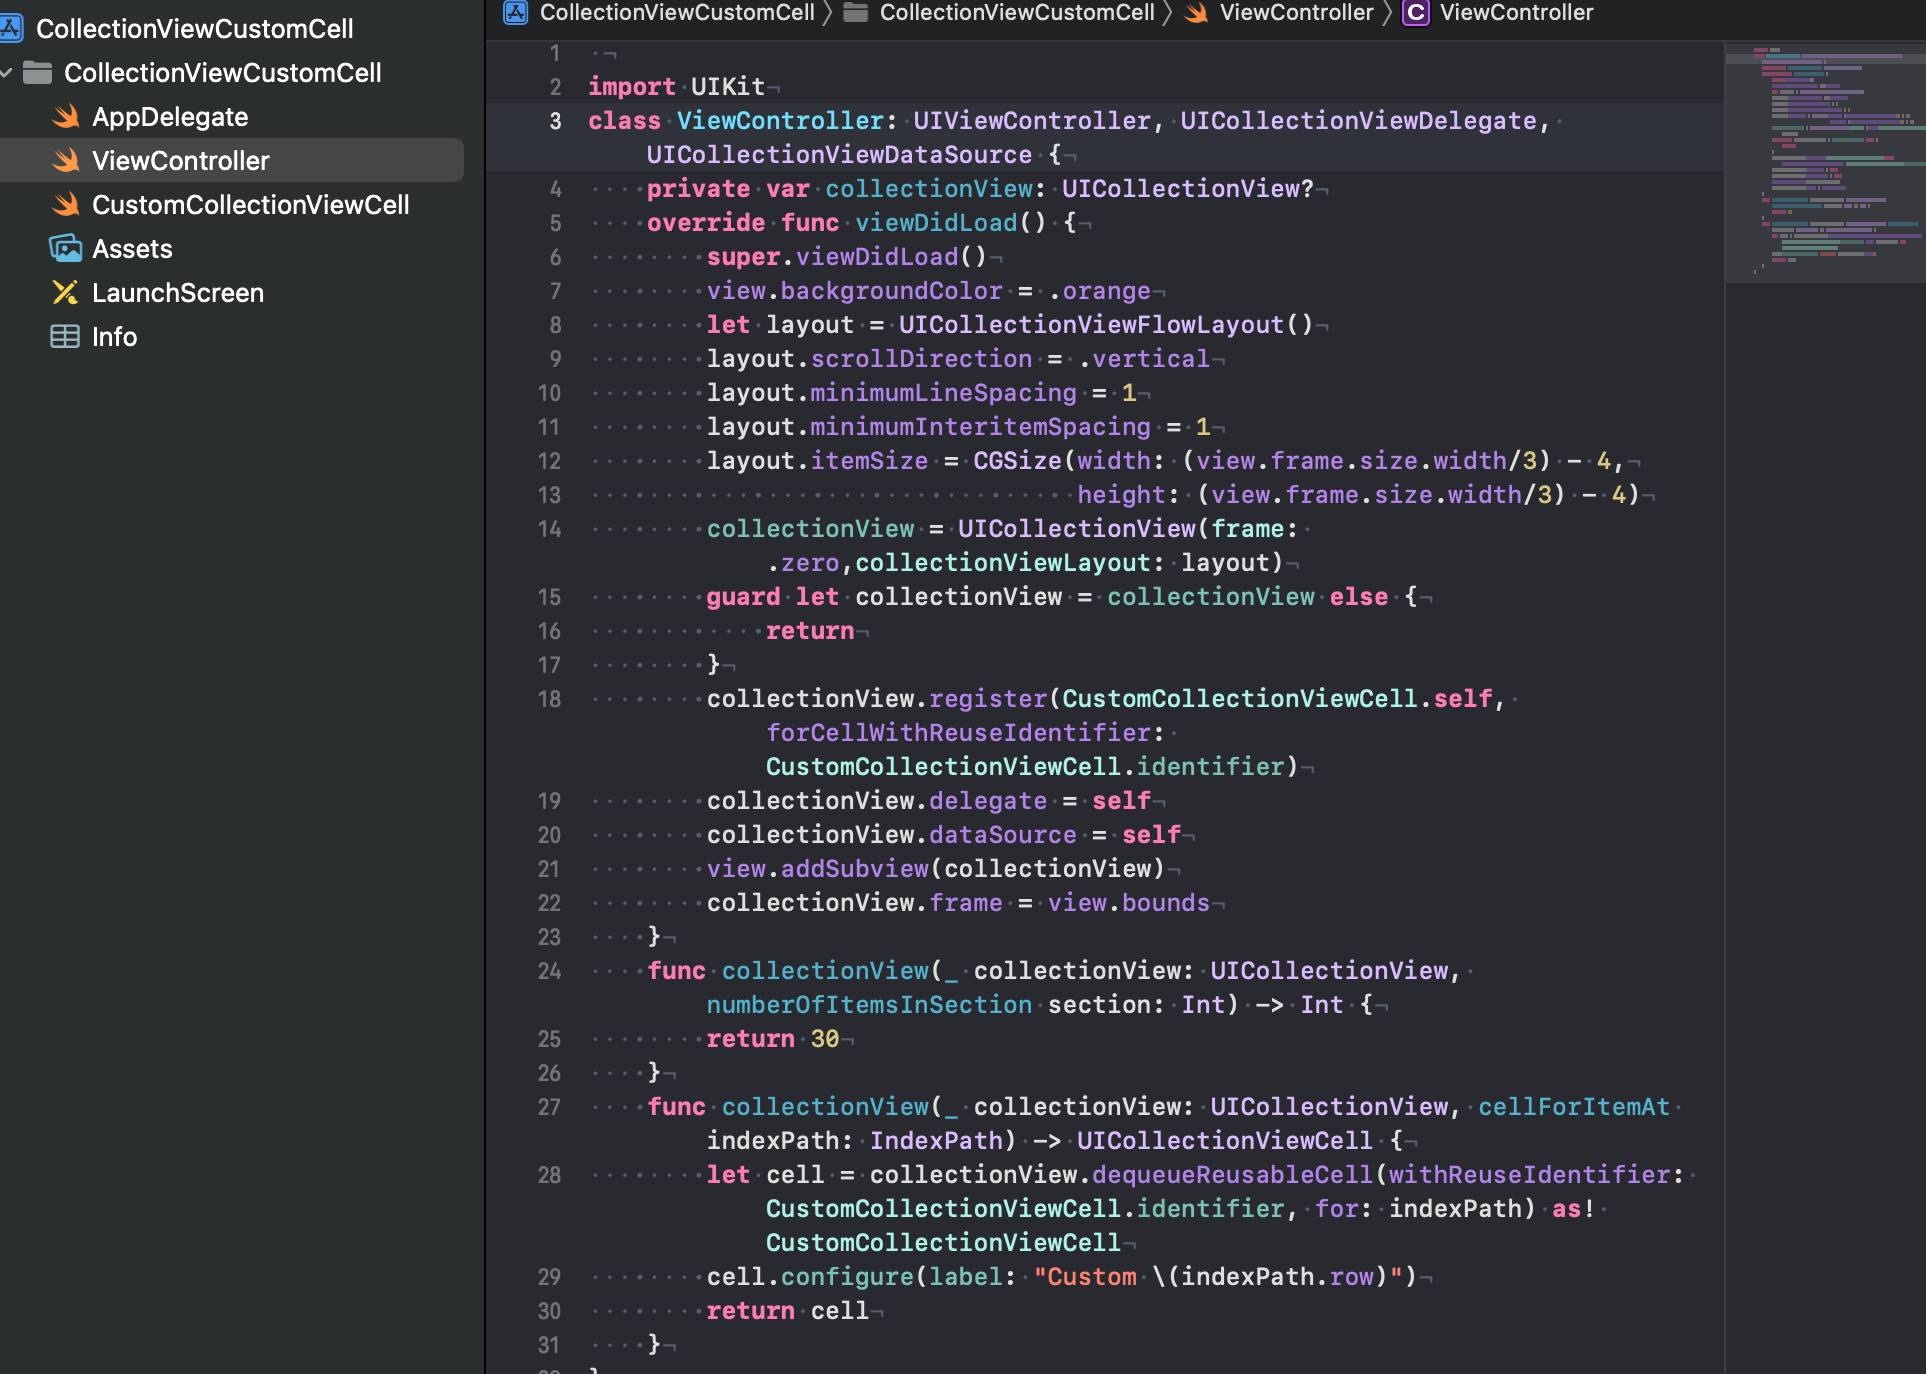 CollectionViewCustomCell
CollectionViewCustomCell
AppDelegate
ViewController
CustomCollectionViewCell
Assets
LaunchScreen
Info
CollectionViewCustomCell 〉 CollectionViewCustomCell 〉 ViewController 〉 C ViewController
1
2 import UIKit
3 class ViewController: UIViewController, UICollectionViewDelegate,
UICollectionViewDataSource {
4     private var collectionView: UICollectionView?
5     override func viewDidLoad() {
6         super.viewDidLoad()
7         view.backgroundColor = .orange
8         let layout = UICollectionViewFlowLayout()
9         layout.scrollDirection = .vertical
10         layout.minimumLineSpacing = 1
11         layout.minimumInteritemSpacing = 1
12         layout.itemSize = CGSize(width: (view.frame.size.width/3) - 4,
13                                  height: (view.frame.size.width/3) - 4)
14         collectionView = UICollectionView(frame:
.zero,collectionViewLayout: layout)
15         guard let collectionView = collectionView else {
16             return
17         }
18         collectionView.register(CustomCollectionViewCell.self,
forCellWithReuseIdentifier:
CustomCollectionViewCell.identifier)
19         collectionView.delegate = self
20         collectionView.dataSource = self
21         view.addSubview(collectionView)
22         collectionView.frame = view.bounds
23     }
24     func collectionView(_ collectionView: UICollectionView,
numberOfItemsInSection section: Int) -> Int {
25         return 30
26     }
27     func collectionView(_ collectionView: UICollectionView, cellForItemAt
indexPath: IndexPath) -> UICollectionViewCell {
28         let cell = collectionView.dequeueReusableCell(withReuseIdentifier:
CustomCollectionViewCell.identifier, for: indexPath) as!
CustomCollectionViewCell
29         cell.configure(label: "Custom \(indexPath.row)")
30         return cell
31     }